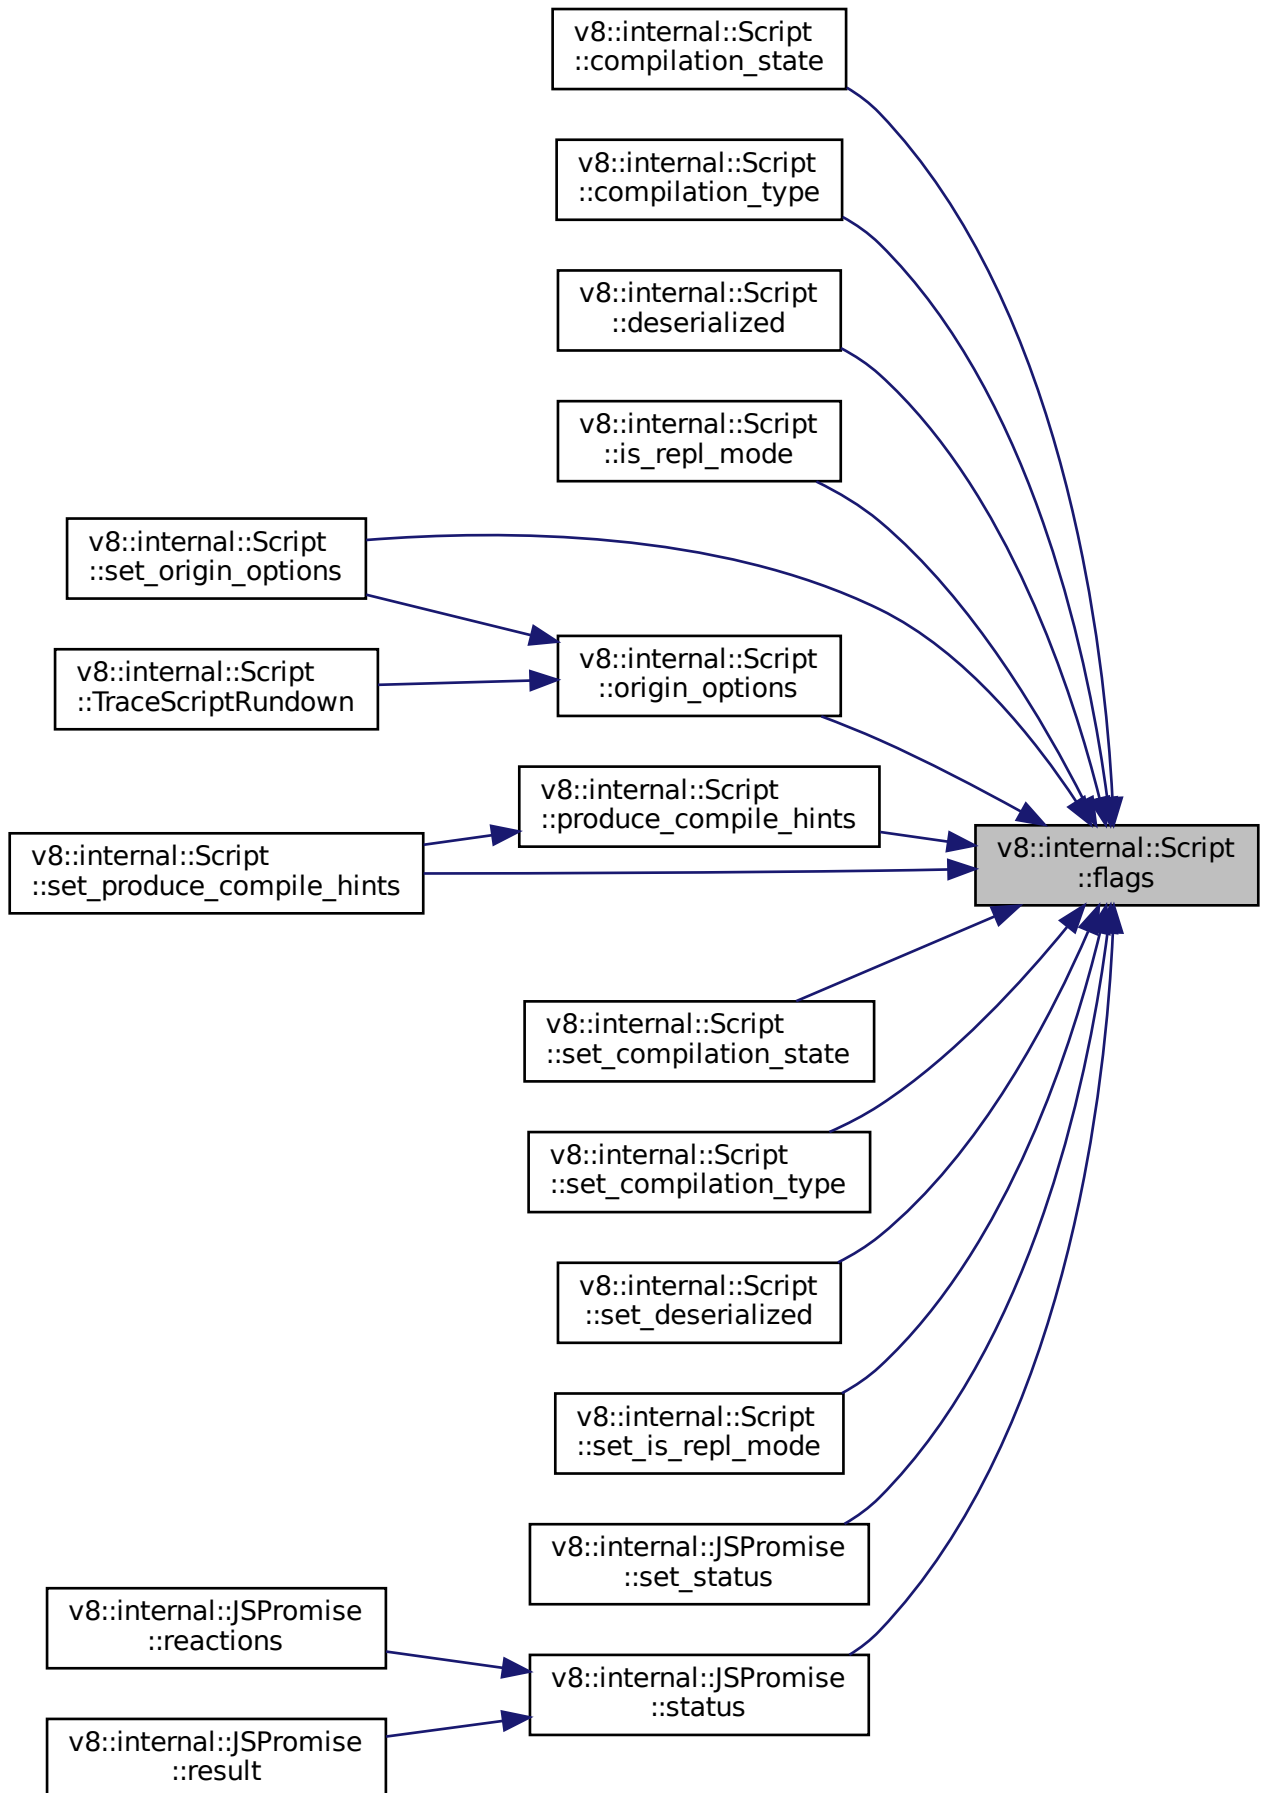 v8::internal::Script
::compilation_state
v8::internal::Script
::compilation_type
v8::internal::Script
::deserialized
v8::internal::Script
::is_repl_mode
v8::internal::Script
::set_origin_options
v8::internal::Script
::origin_options
v8::internal::Script
::TraceScriptRundown
v8::internal::Script
::produce_compile_hints
v8::internal::Script
::set_produce_compile_hints
v8::internal::Script
::flags
v8::internal::Script
::set_compilation_state
v8::internal::Script
::set_compilation_type
v8::internal::Script
::set_deserialized
v8::internal::Script
::set_is_repl_mode
v8::internal::JSPromise
::set_status
v8::internal::JSPromise
::reactions
v8::internal::JSPromise
::status
v8::internal::JSPromise
::result